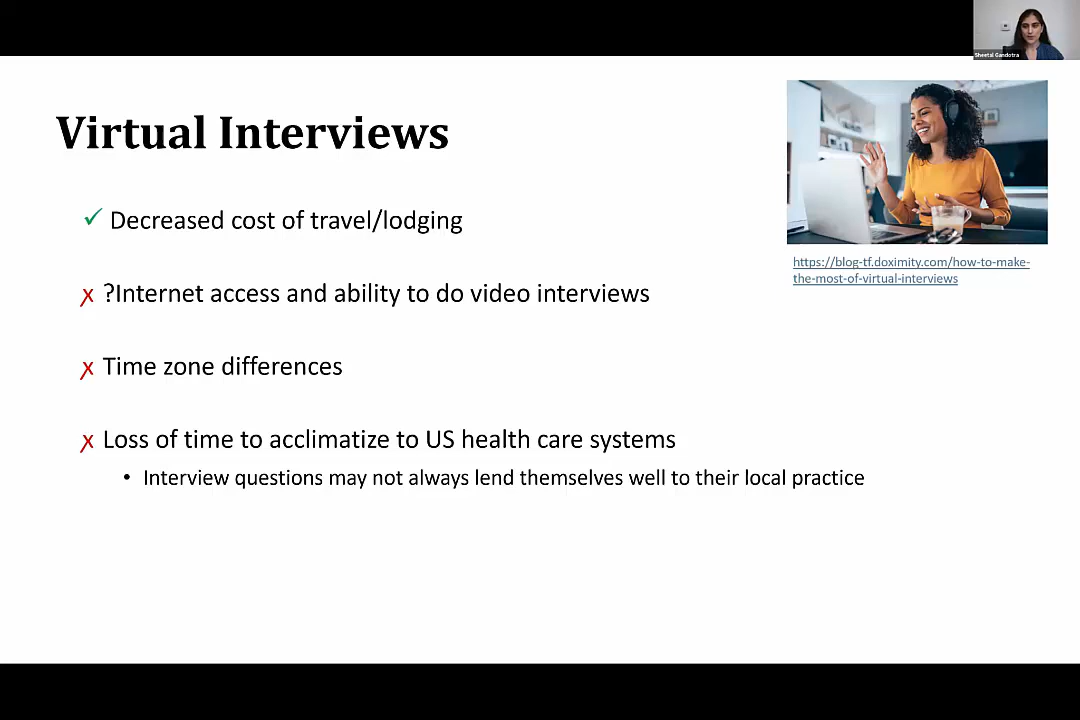 Sheetal Gandotra
Virtual Interviews
✓ Decreased cost of travel/lodging
x ?Internet access and ability to do video interviews
x Time zone differences
x Loss of time to acclimatize to US health care systems
• Interview questions may not always lend themselves well to their local practice
https://blog-tf.doximity.com/how-to-make-
the-most-of-virtual-interviews